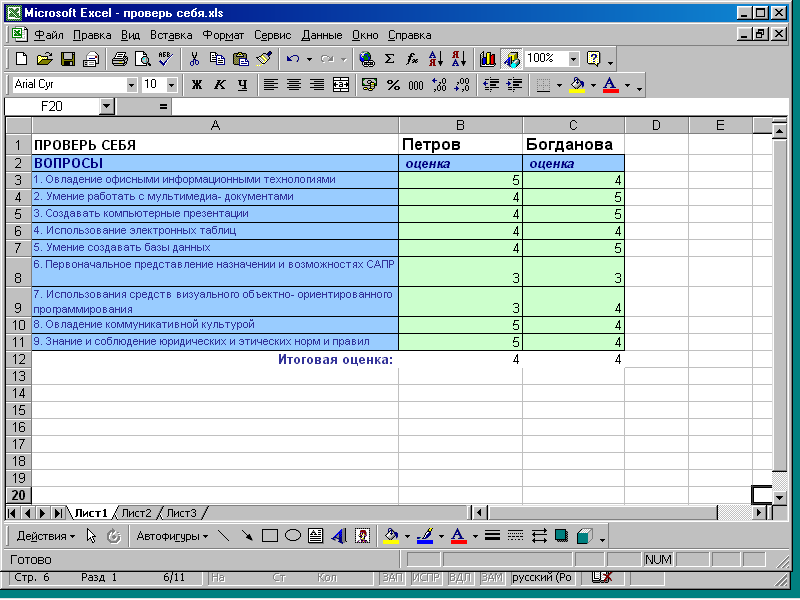 Microsoft Excel - проверь себя.xls
Файл Правка Вид Вставка Формат Сервис Данные Окно Справка
100%
Arial Cyr 10 Ж К Ч % 000
F20 =
A B C D E
1 ПРОВЕРЬ СЕБЯ Петров Богданова
2 ВОПРОСЫ оценка оценка
3 1. Овладение офисными информационными технологиями 5 4
4 2. Умение работать с мультимедиа- документами 4 5
5 3. Создавать компьютерные презентации 4 5
6 4. Использование электронных таблиц 4 4
7 5. Умение создавать базы данных 4 5
6. Первоначальное представление назначении и возможностях САПР
8 3 3
7. Использования средств визуального объектно- ориентированного
9 программирования 3 4
10 8. Овладение коммуникативной культурой 5 4
11 9. Знание и соблюдение юридических и этических норм и правил 5 4
12 Итоговая оценка: 4 4
13
14
15
16
17
18
19
20
Лист1 Лист2 Лист3
Действия Автофигуры
Готово NUM
Стр. 6 Разд 1 6/11 На Ст Кол ЗАП ИСПР ВДЛ ЗАМ русский (Ро